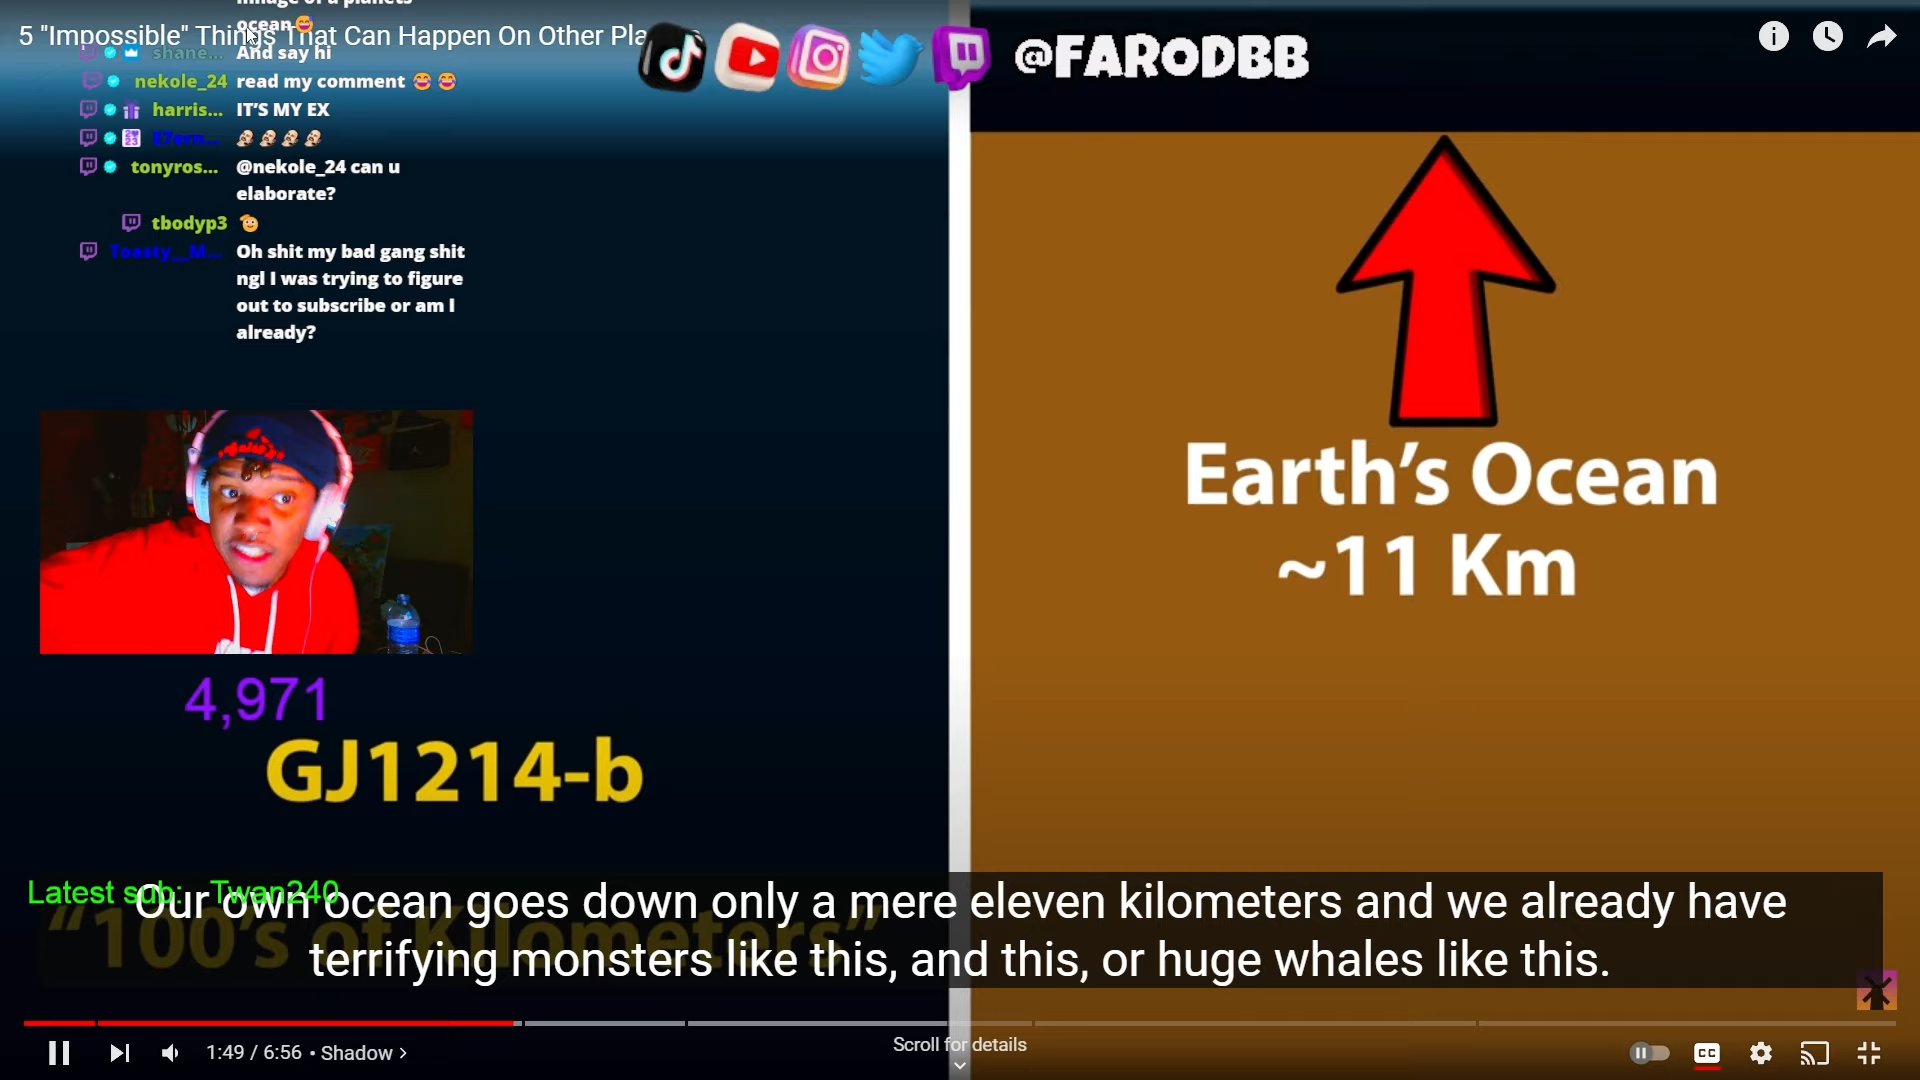 ocean😅
5 "Impossible" Things That Can Happen On Other Pla
shane... And say hi
nekole_24 read my comment 😂 😂
harris... IT'S MY EX
tonyros... @nekole_24 can u
elaborate?
tbodyp3
Toasty__M... Oh shit my bad gang shit
ngl I was trying to figure
out to subscribe or am I
already?
@FARODBB
Earth's Ocean
~11 Km
4,971
GJ1214-b
Latest sub: Twan240
"100's of Kilometers"
Our own ocean goes down only a mere eleven kilometers and we already have
terrifying monsters like this, and this, or huge whales like this.
1:49 / 6:56 • Shadow >
Scroll for details
CC